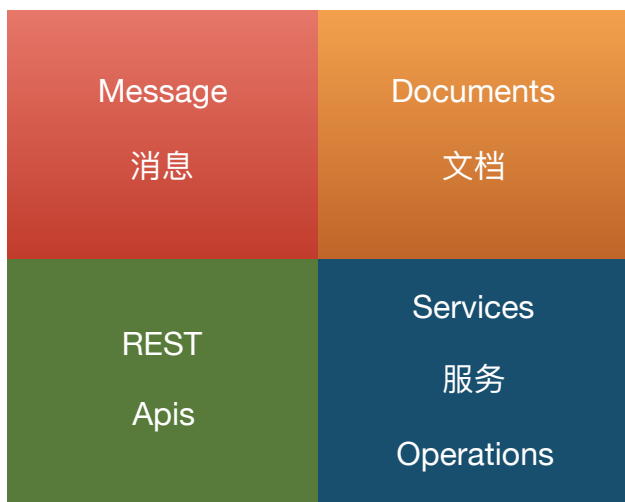 Message
消息
Documents
文档
REST
Apis
Services
服务
Operations